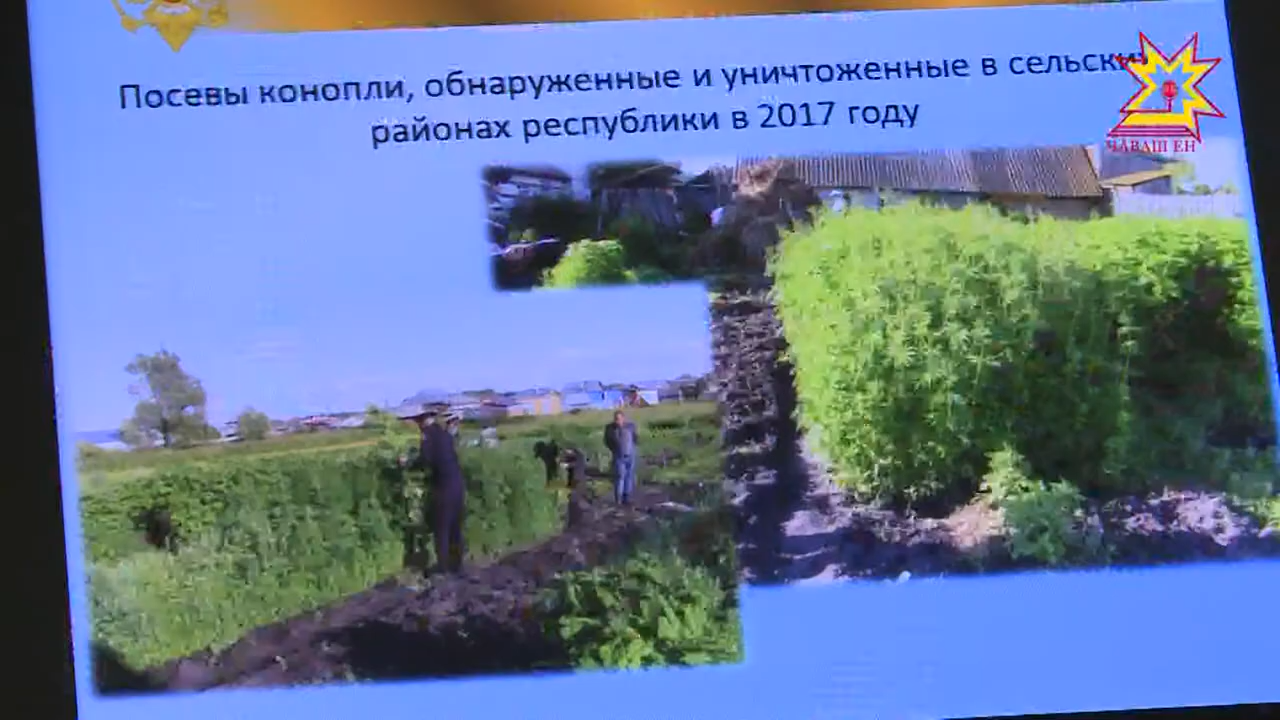 Посевы конопли, обнаруженные и уничтоженные в сельских
районах республики в 2017 году
ЧӐВАШ ЕН